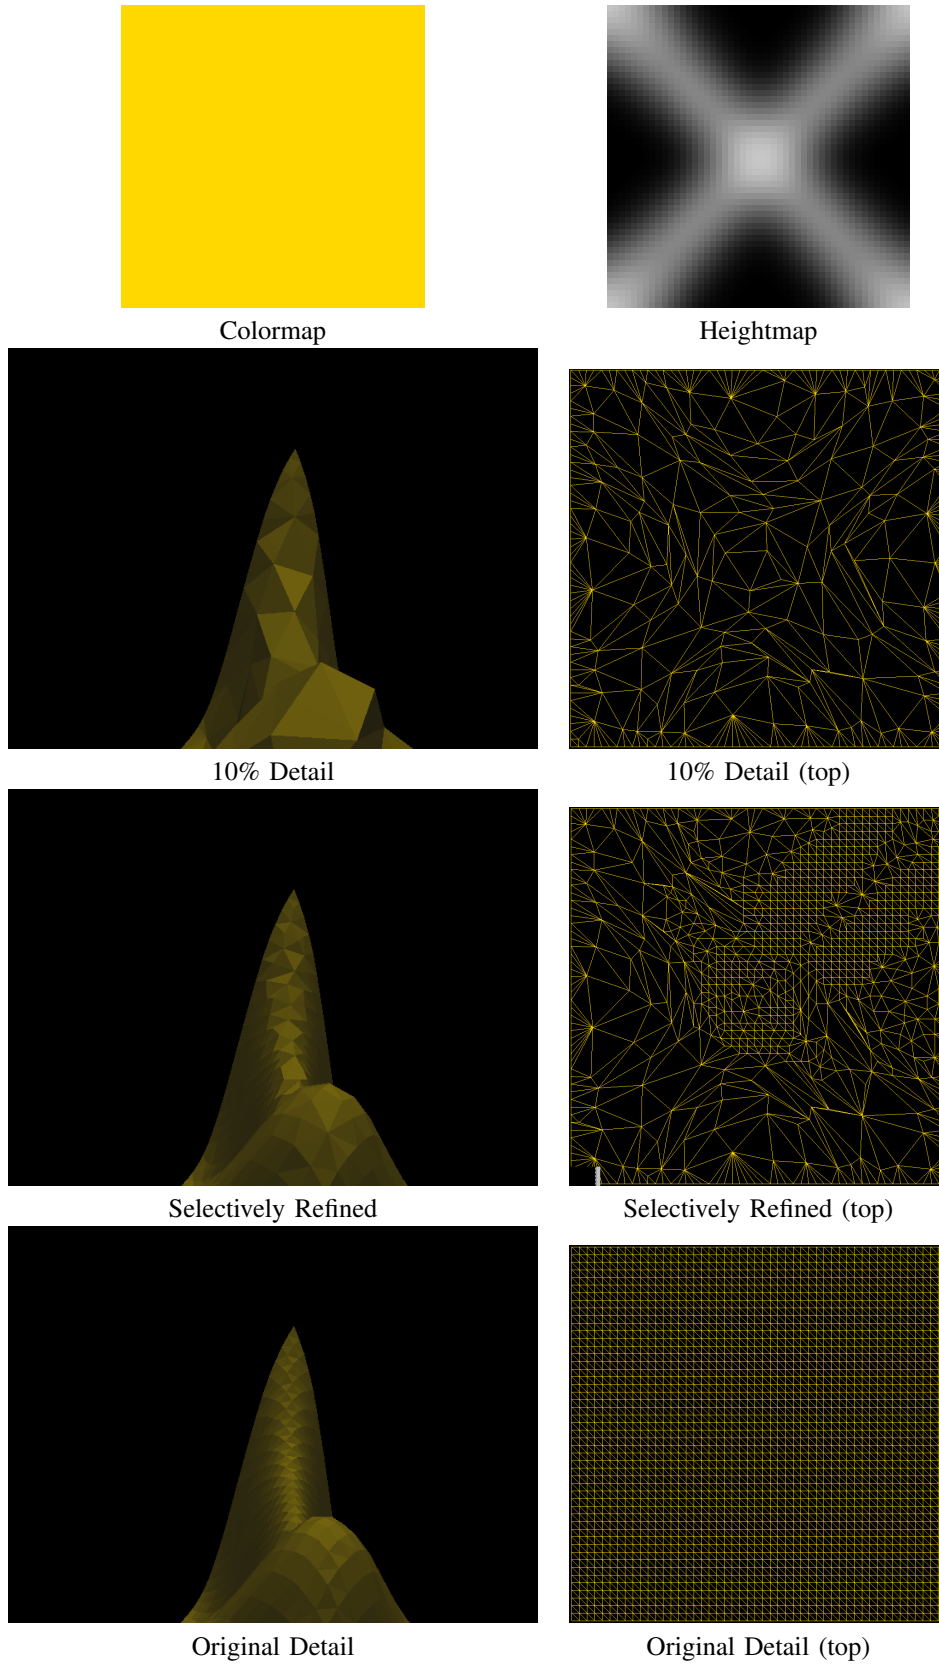 Colormap
Heightmap
10% Detail
10% Detail (top)
Selectively Refined
Selectively Refined (top)
Original Detail
Original Detail (top)